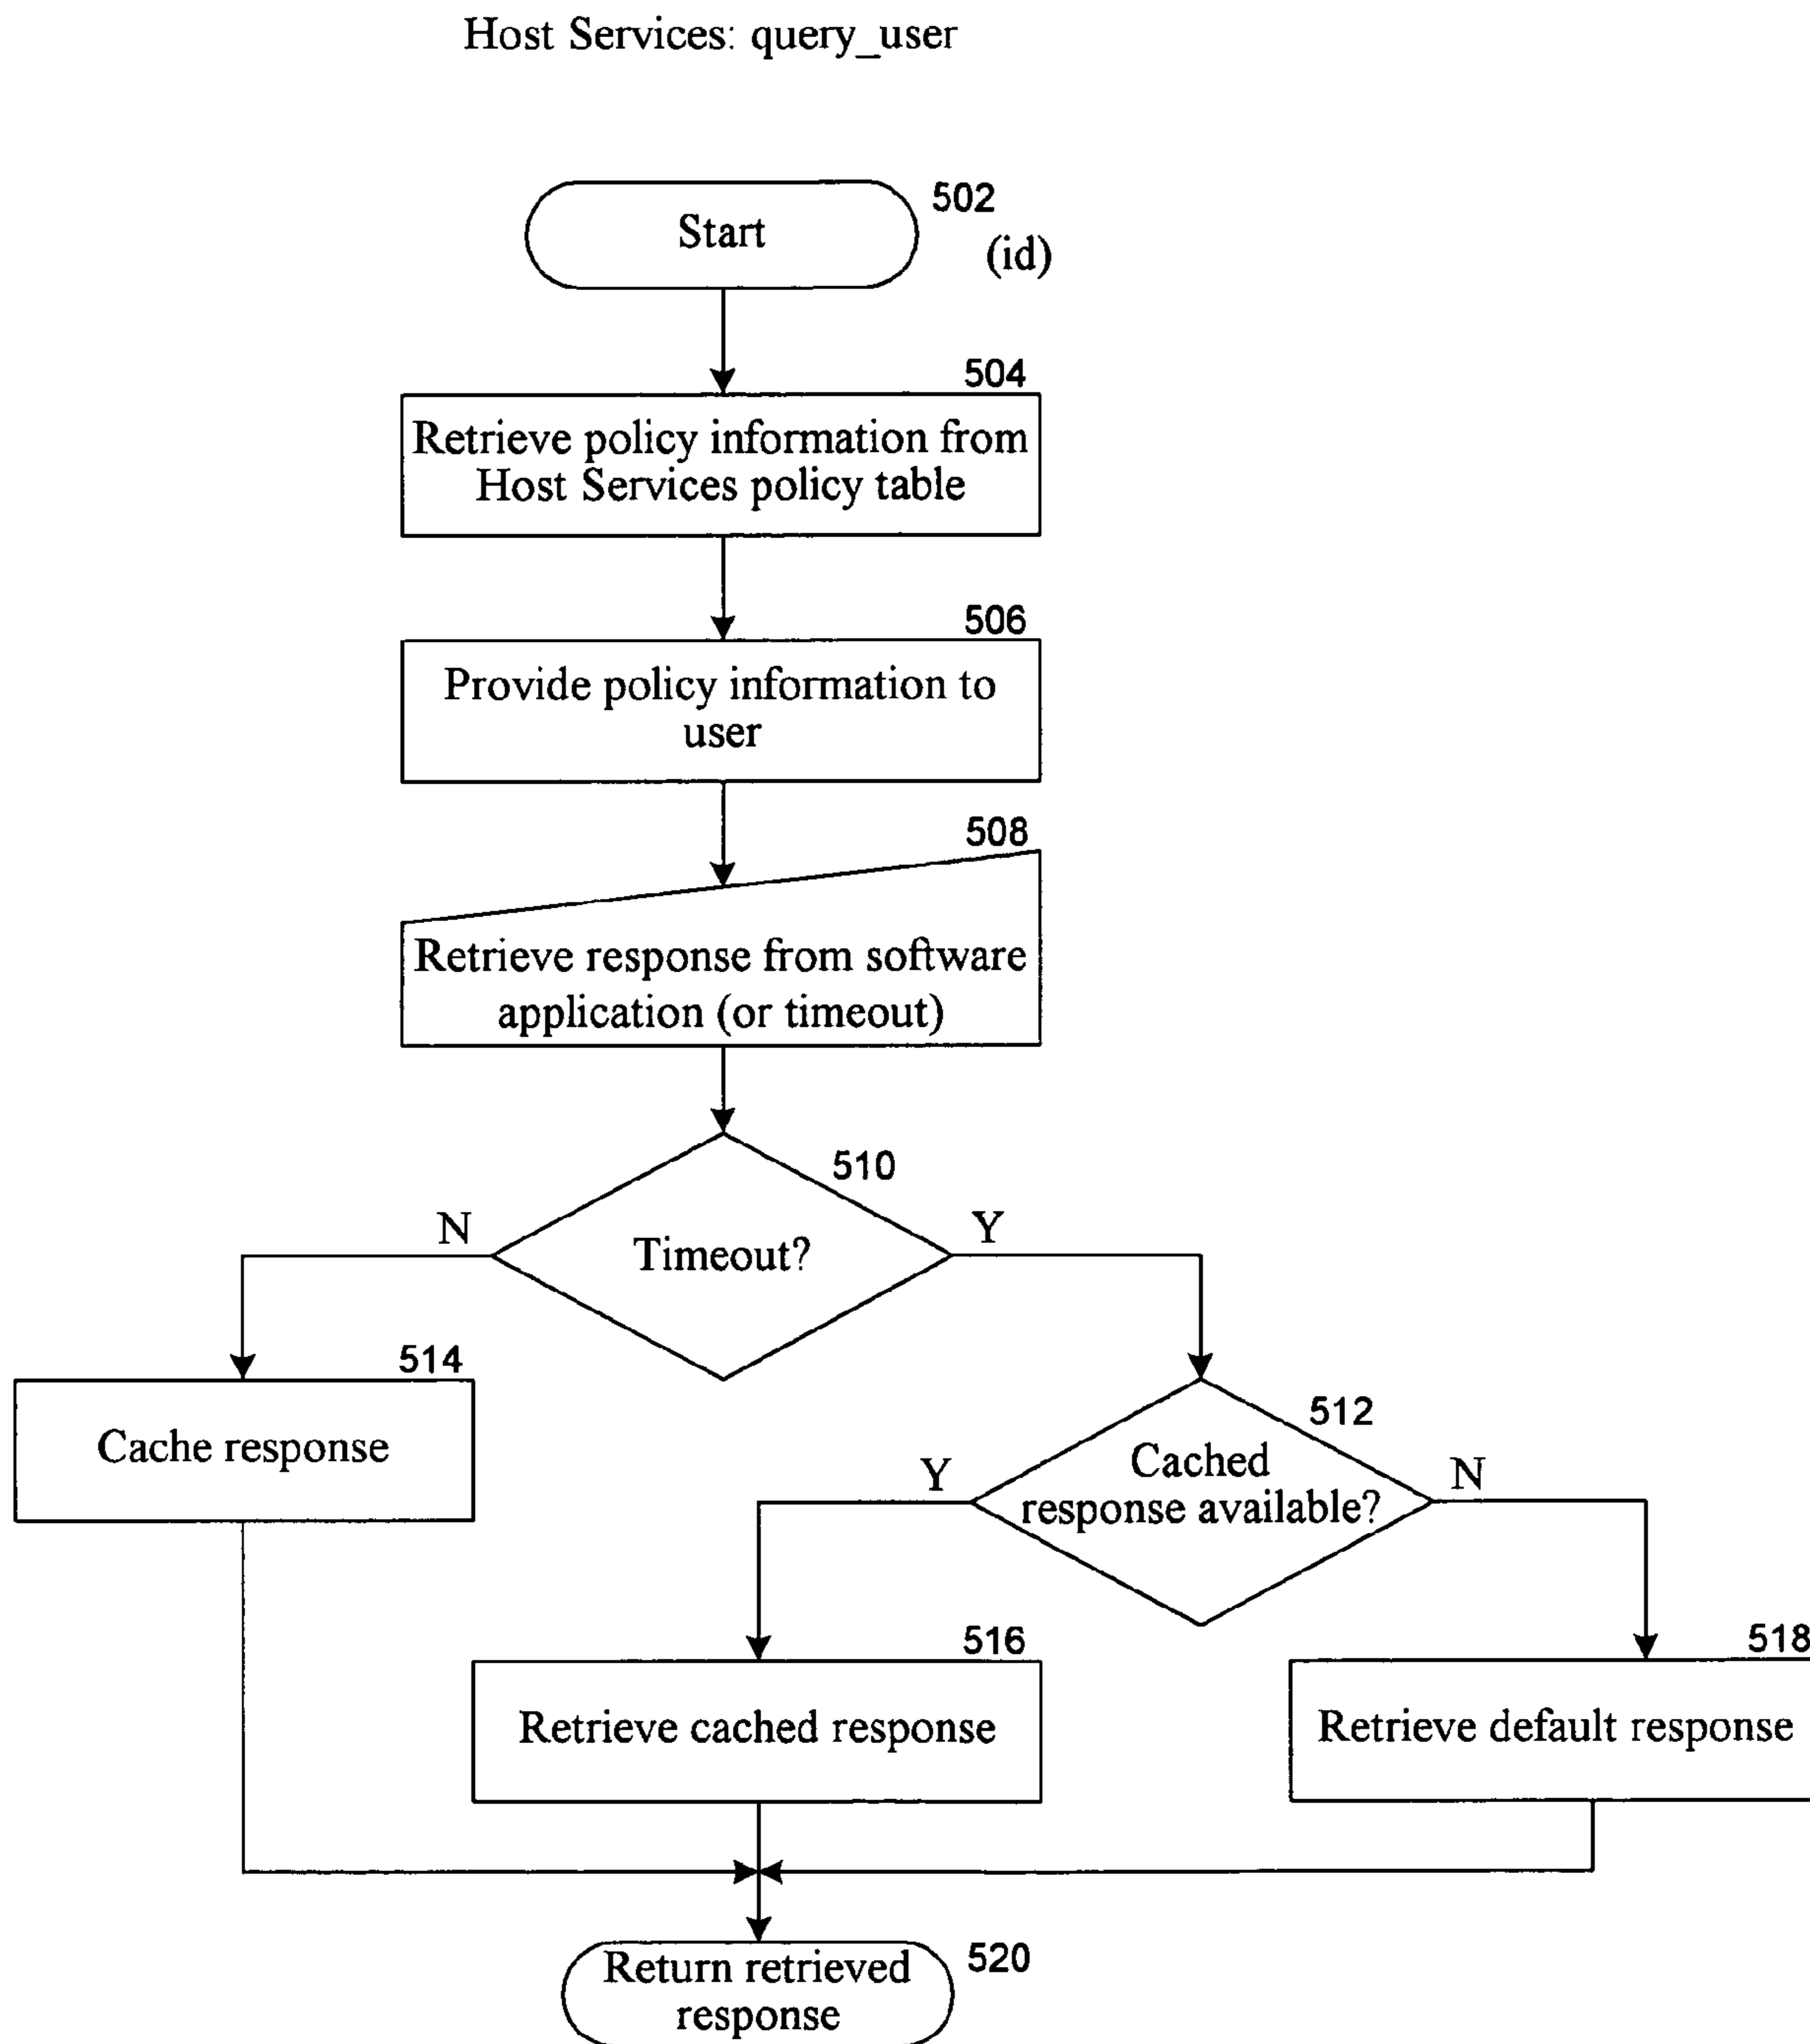 Host Services: query_user
502
Start
(id)
504
Retrieve policy information from
Host Services policy table
506
Provide policy information to
user
508
Retrieve response from software
application (or timeout)
510
N
Y
Timeout?
514
Cache response
512
Cached
Y
N
response available?
516
518
Retrieve cached response
Retrieve default response
520
Return retrieved
response